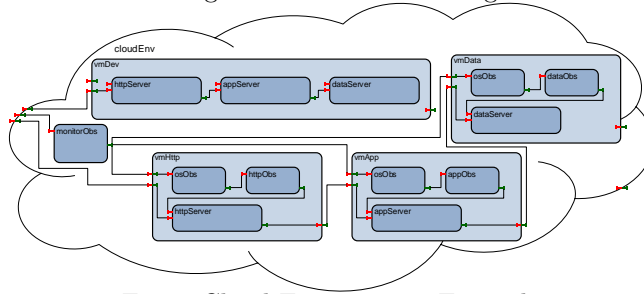 cloudEnv
vmDev
httpServer
appServer
dataServer
vmData
osObs
dataObs
dataServer
monitorObs
vmHttp
osObs
httpObs
httpServer
vmApp
osObs
appObs
appServer